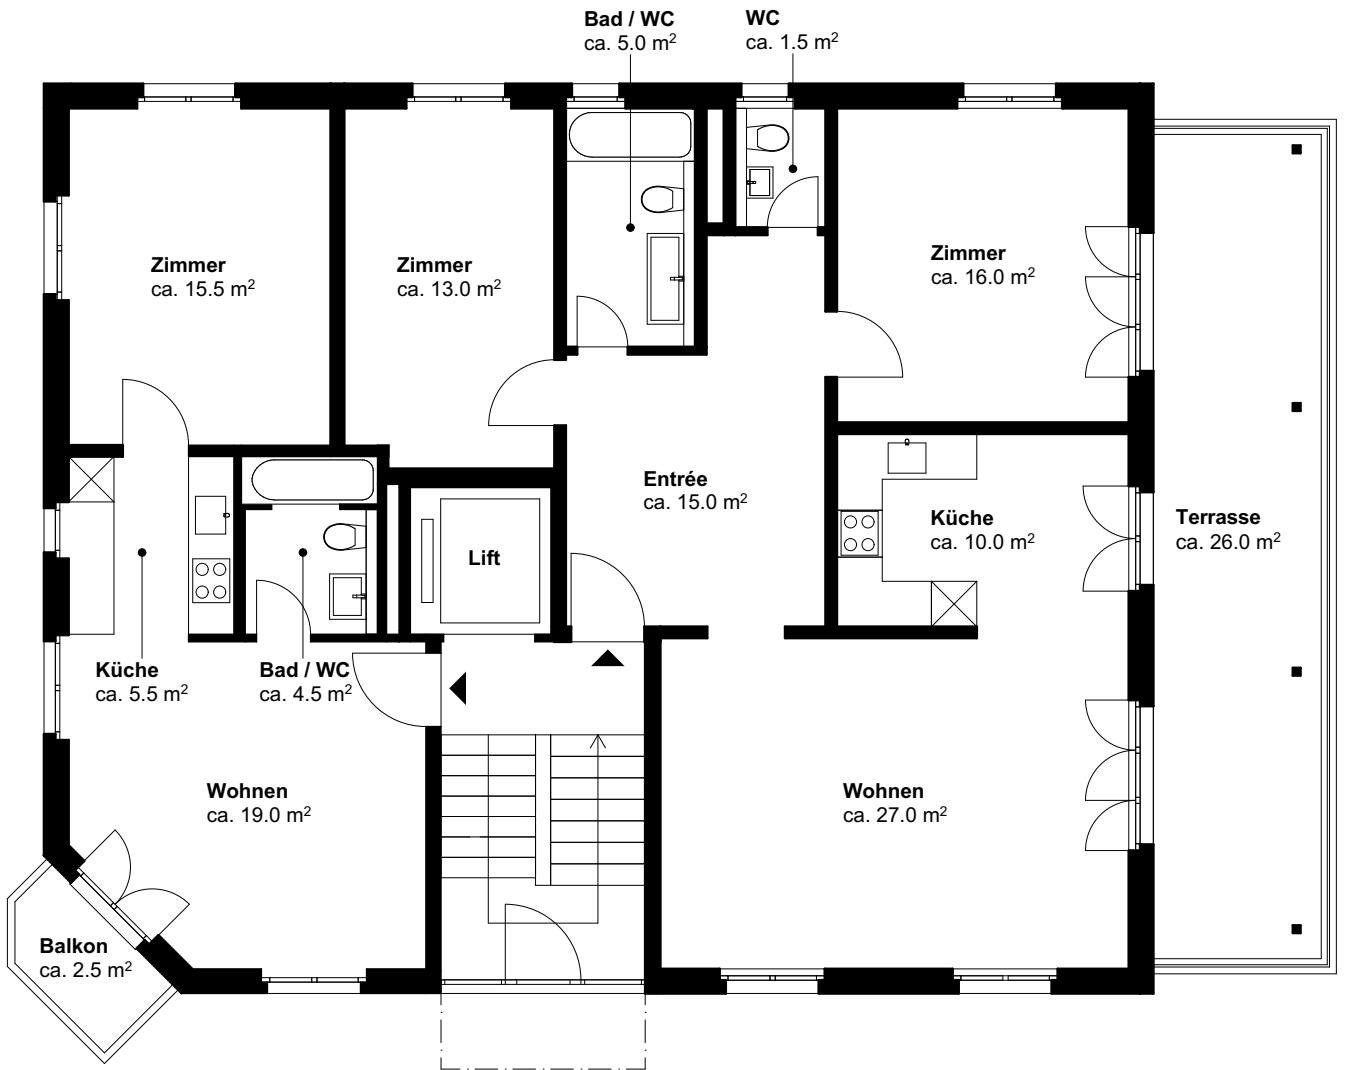 Bad / WC
ca. 5.0 m²
WC
ca. 1.5 m²
Zimmer
ca. 15.5 m²
Zimmer
ca. 13.0 m²
Zimmer
ca. 16.0 m²
Entrée
ca. 15.0 m²
Küche
ca. 10.0 m²
Terrasse
ca. 26.0 m²
Lift
Küche
ca. 5.5 m²
Bad / WC
ca. 4.5 m²
Wohnen
ca. 19.0 m²
Wohnen
ca. 27.0 m²
Balkon
ca. 2.5 m²